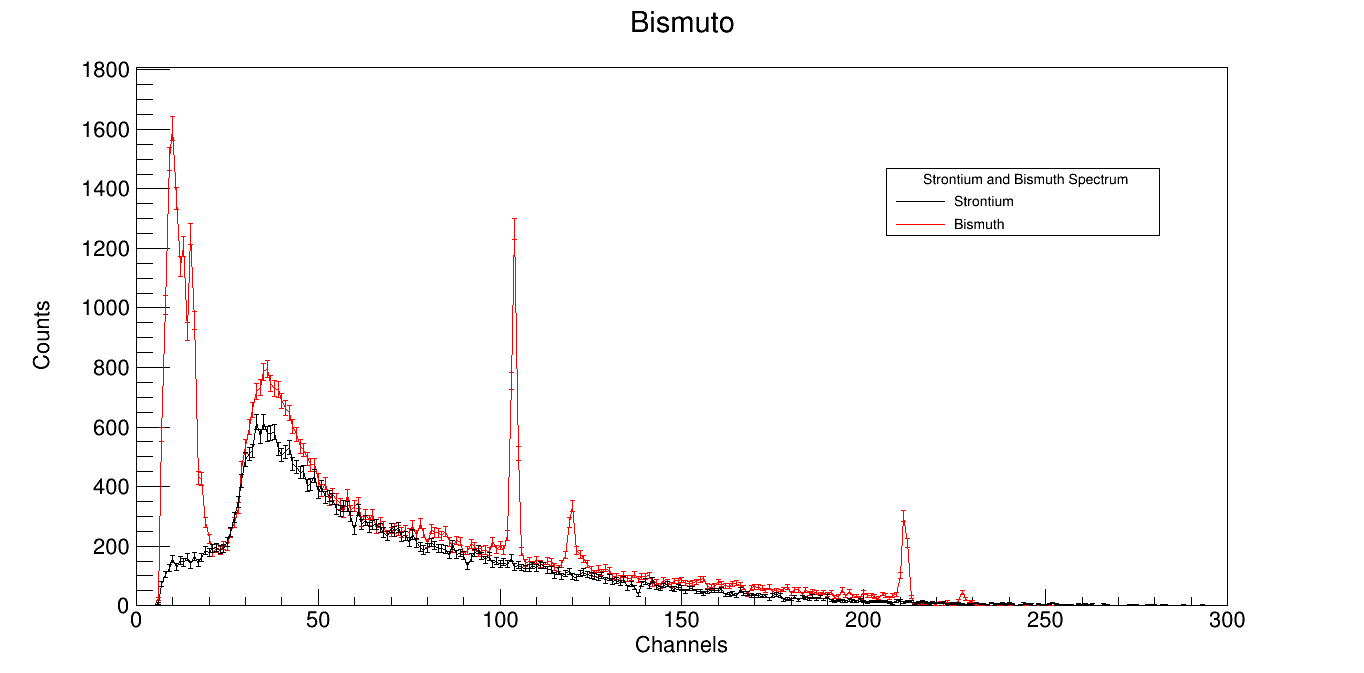 Bismuto
1800
1600
1400
1200
1000
800
600
400
200
0
Counts
Strontium and Bismuth Spectrum
Strontium
Bismuth
0 50 100 150 200 250 300
Channels